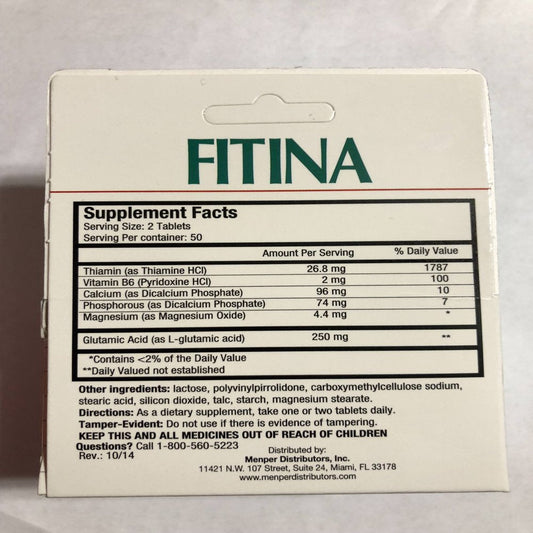 FITINA
Supplement Facts
Serving Size: 2 Tablets
Serving Per container: 50
Amount Per Serving % Daily Value
Thiamin (as Thiamine HCl) 26.8 mg 1787
Vitamin B6 (Pyridoxine HCl) 2 mg 100
Calcium (as Dicalcium Phosphate) 96 mg 10
Phosphorous (as Dicalcium Phosphate) 74 mg 7
Magnesium (as Magnesium Oxide) 4.4 mg *
Glutamic Acid (as L-glutamic acid) 250 mg **
*Contains <2% of the Daily Value
**Daily Valued not established
Other ingredients: lactose, polyvinylpirrolidone, carboxymethylcellulose sodium,
stearic acid, silicon dioxide, talc, starch, magnesium stearate.
Directions: As a dietary supplement, take one or two tablets daily.
Tamper-Evident: Do not use if there is evidence of tampering.
KEEP THIS AND ALL MEDICINES OUT OF REACH OF CHILDREN
Questions? Call 1-800-560-5223
Rev.: 10/14
Distributed by:
Menper Distributors, Inc.
11421 N.W. 107 Street, Suite 24, Miami, FL 33178
www.menperdistributors.com